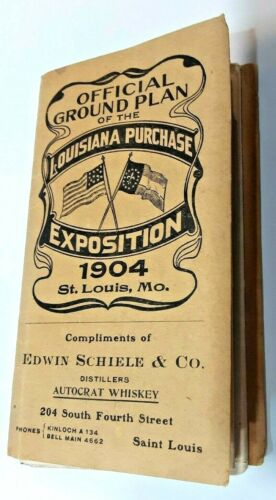 OFFICIAL
GROUND PLAN
OF THE
LOUISIANA PURCHASE
EXPOSITION
1904
St. Louis, Mo.
Compliments of
EDWIN SCHIELE & CO.
DISTILLERS
AUTOCRAT WHISKEY
204 South Fourth Street
PHONES { KINLOCH A 134
BELL MAIN 4662
Saint Louis